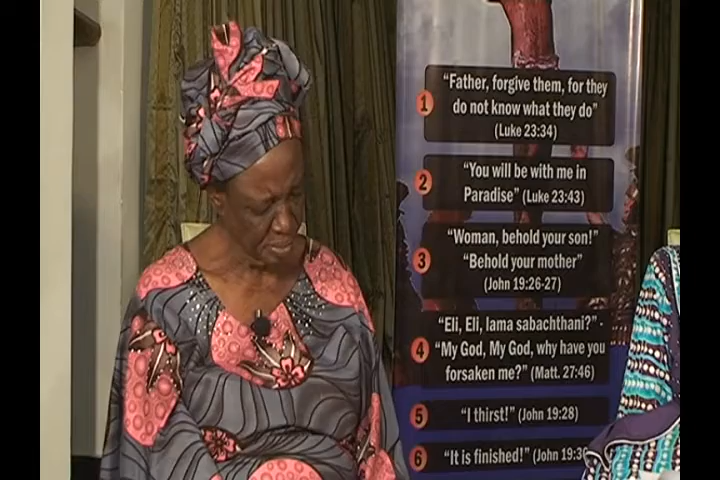 1 "Father, forgive them, for they
do not know what they do"
(Luke 23:34)
2 "You will be with me in
Paradise" (Luke 23:43)
"Woman, behold your son!"
3 "Behold your mother"
(John 19:26-27)
"Eli, Eli, lama sabachthani?" -
4 "My God, My God, why have you
forsaken me?" (Matt. 27:46)
5 "I thirst!" (John 19:28)
6 "It is finished!" (John 19:30